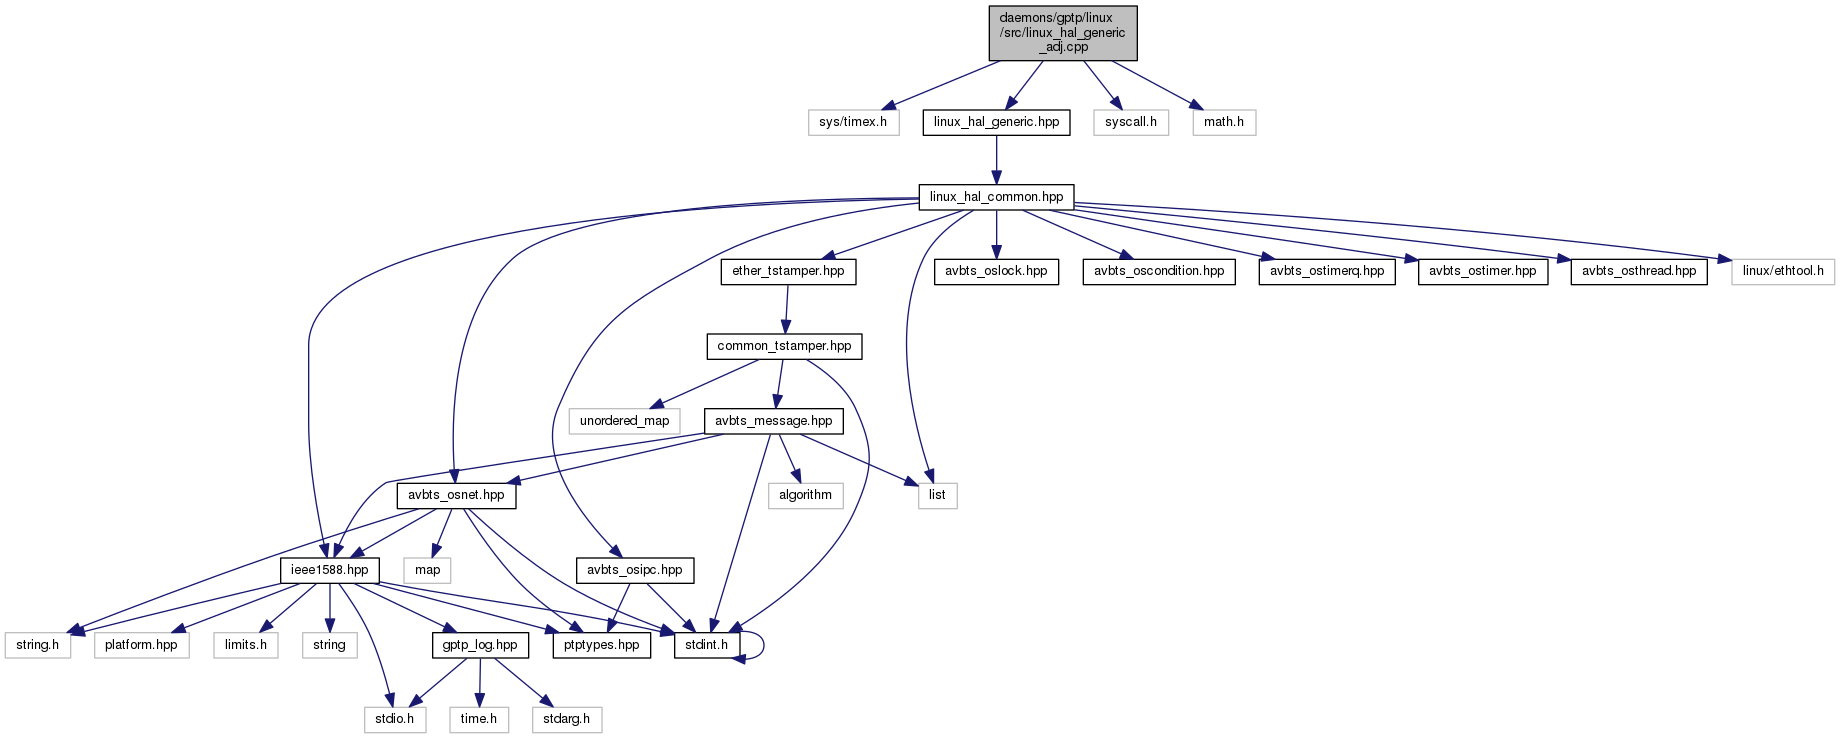 daemons/gptp/linux
/src/linux_hal_generic
_adj.cpp
sys/timex.h
linux_hal_generic.hpp
syscall.h
math.h
linux_hal_common.hpp
ether_tstamper.hpp
avbts_oslock.hpp
avbts_oscondition.hpp
avbts_ostimerq.hpp
avbts_ostimer.hpp
avbts_osthread.hpp
linux/ethtool.h
common_tstamper.hpp
unordered_map
avbts_message.hpp
avbts_osnet.hpp
algorithm
list
ieee1588.hpp
map
avbts_osipc.hpp
string.h
platform.hpp
limits.h
string
gptp_log.hpp
ptptypes.hpp
stdint.h
stdio.h
time.h
stdarg.h